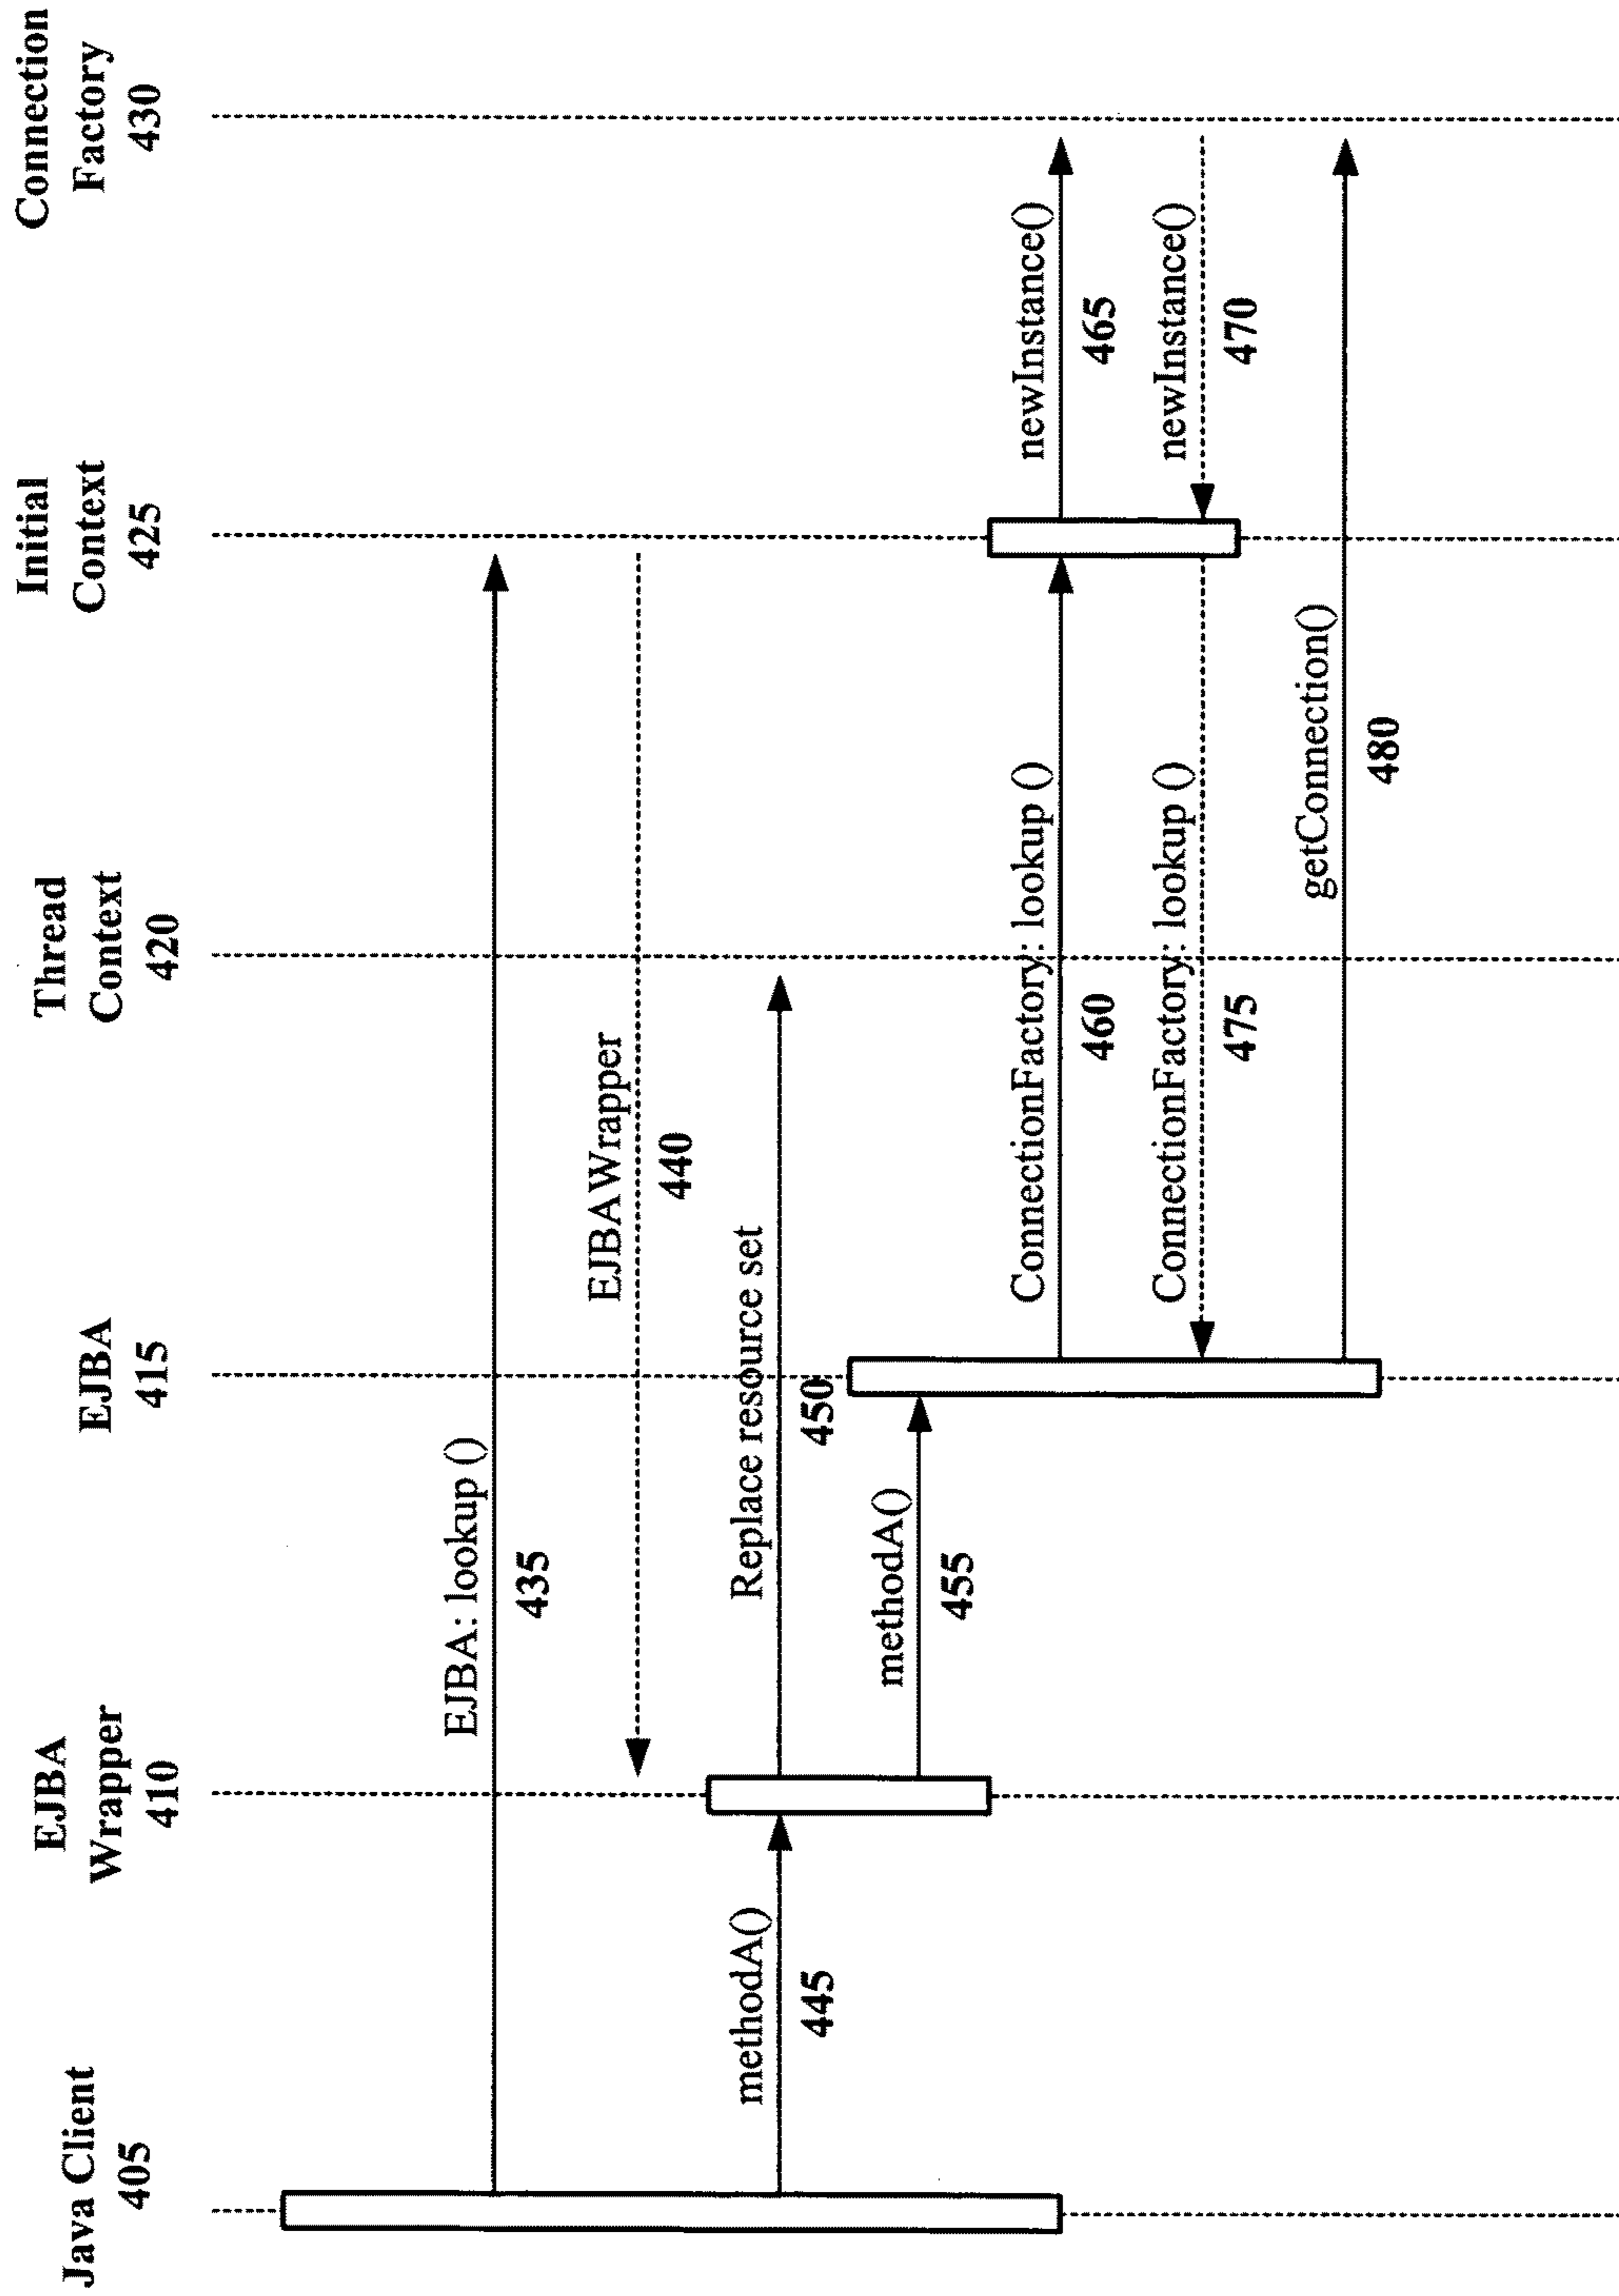 Java Client
405
EJBA
Wrapper
410
EJBA
415
Thread
Context
420
Initial
Context
425
Connection
Factory
430
EJBA: lookup ()
435
EJBAWrapper
440
methodA()
445
Replace resource set
450
methodA()
455
ConnectionFactory: lookup ()
460
newInstance()
465
ConnectionFactory: lookup ()
475
newInstance()
470
getConnection()
480